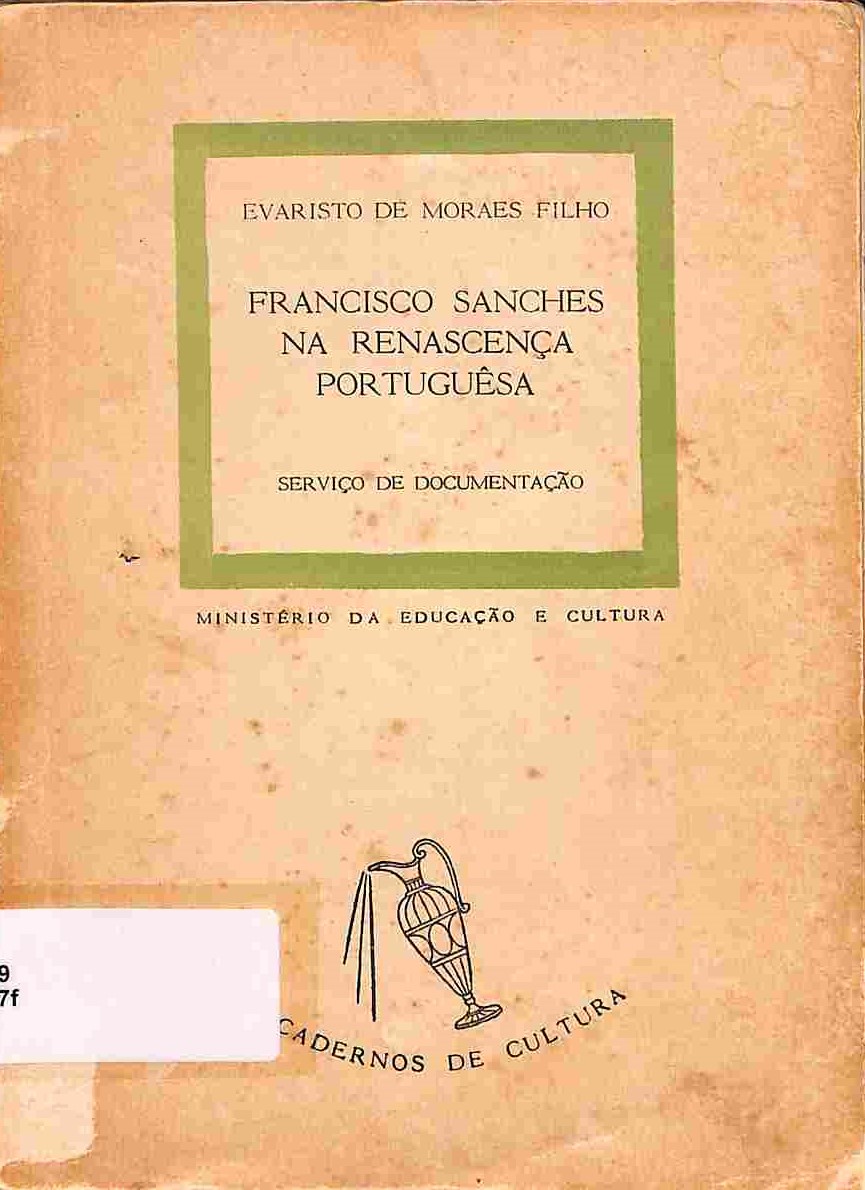 EVARISTO DE MORAES FILHO
FRANCISCO SANCHES
NA RENASCENÇA
PORTUGUÊSA
SERVIÇO DE DOCUMENTAÇÃO
MINISTÉRIO DA EDUCAÇÃO E CULTURA
9
7f
CADERNOS DE CULTURA